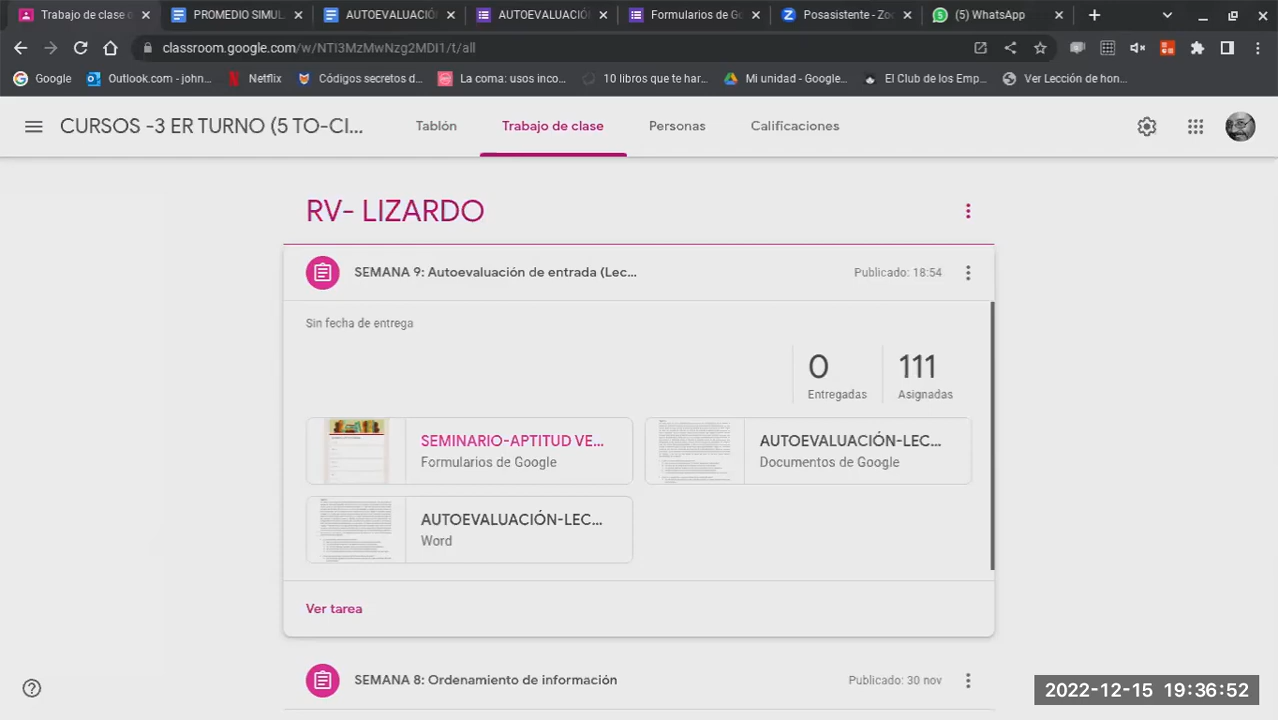 Trabajo de clase c
PROMEDIO SIMUL
AUTOEVALUACIÓN
AUTOEVALUACIÓN
Formularios de Go
Posasistente - Zoo
(5) WhatsApp
classroom.google.com/w/NTI3MzMwNzg2MDI1/t/all
Google
Outlook.com - john...
Netflix
Códigos secretos d...
La coma: usos inco...
10 libros que te har...
Mi unidad - Google...
El Club de los Emp...
Ver Lección de hon...
CURSOS -3 ER TURNO (5 TO-CI...
Tablón
Trabajo de clase
Personas
Calificaciones
RV- LIZARDO
SEMANA 9: Autoevaluación de entrada (Lec...
Publicado: 18:54
Sin fecha de entrega
0
Entregadas
111
Asignadas
SEMINARIO-APTITUD VE...
Formularios de Google
AUTOEVALUACIÓN-LEC...
Documentos de Google
AUTOEVALUACIÓN-LEC...
Word
Ver tarea
SEMANA 8: Ordenamiento de información
Publicado: 30 nov
2022-12-15 19:36:52